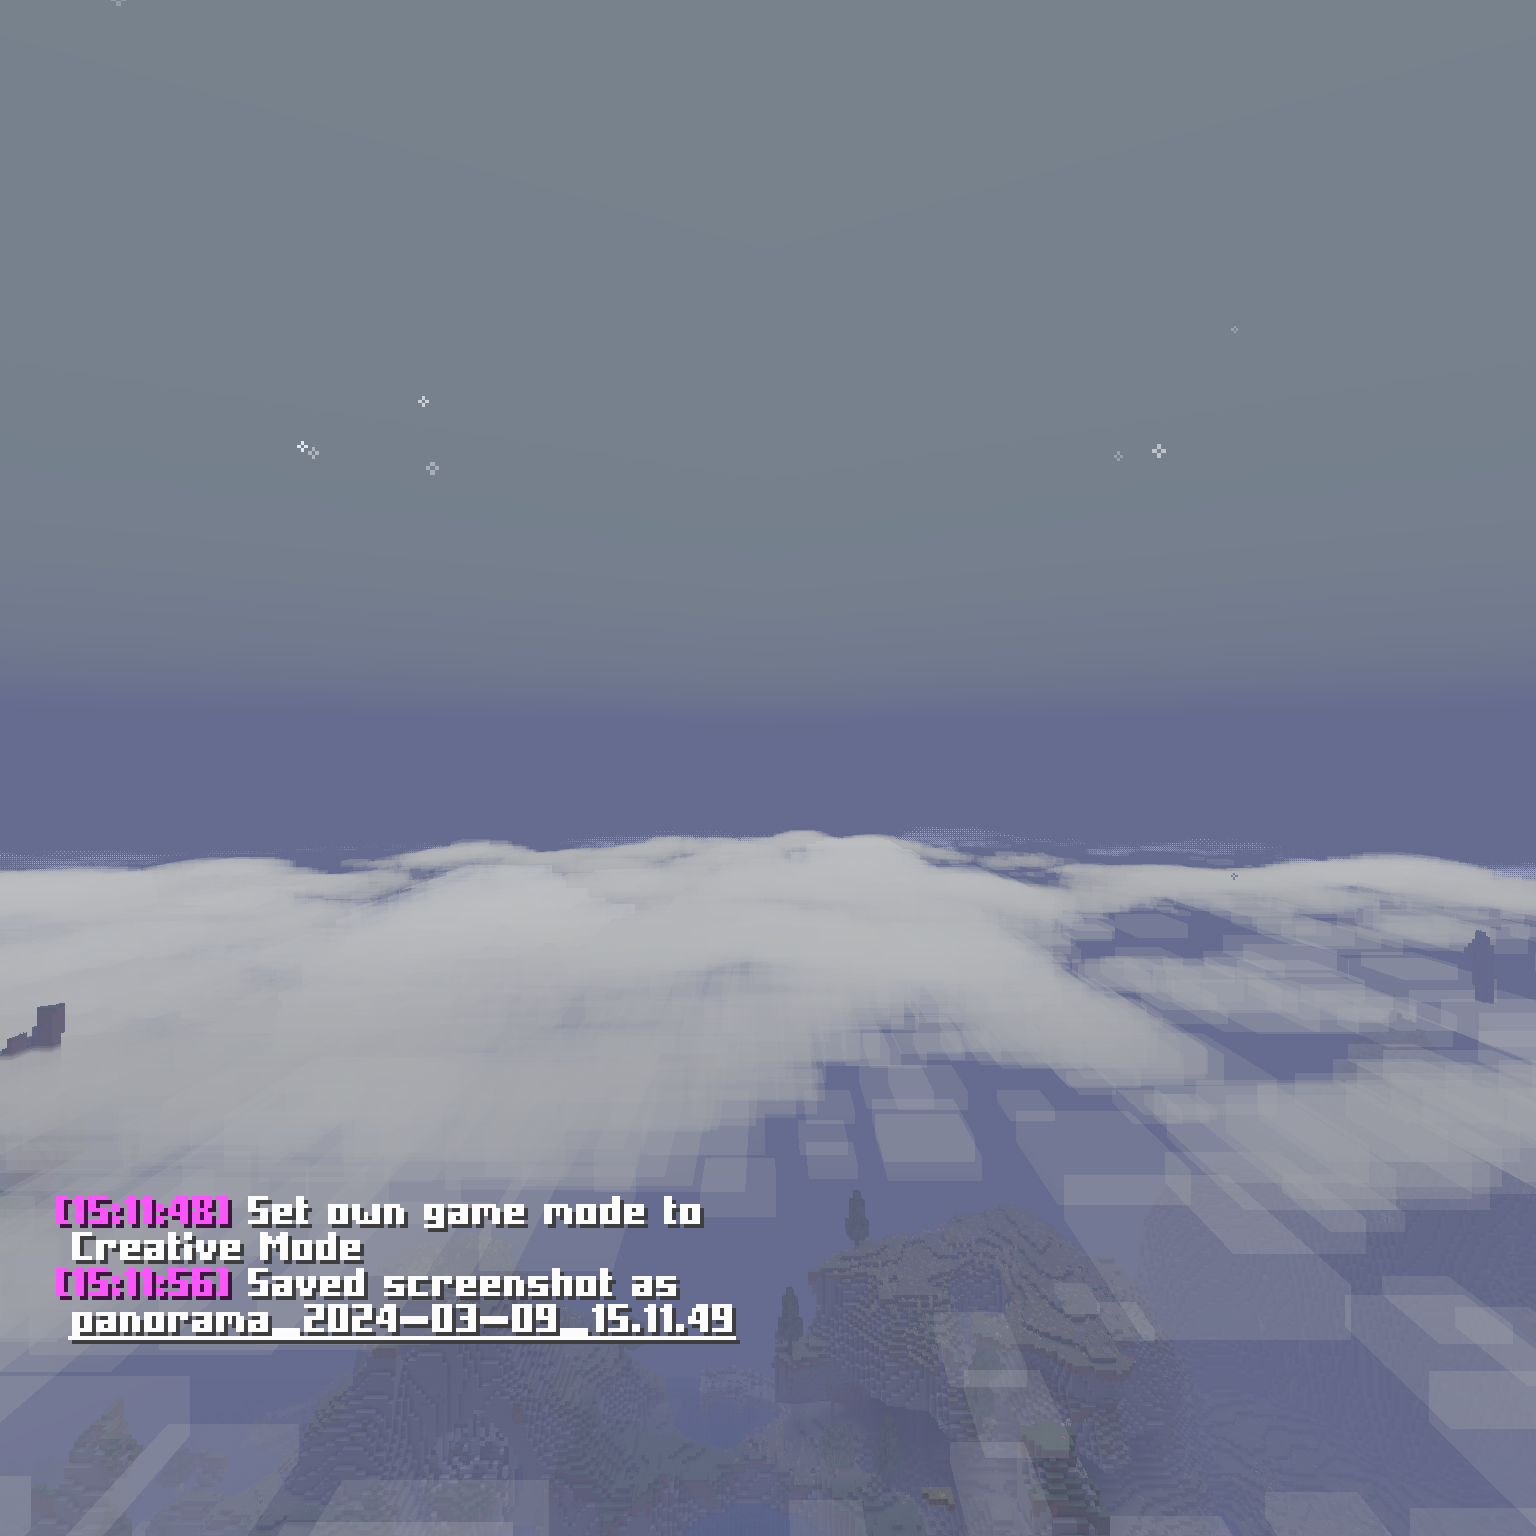 [15:11:48] Set own game mode to
Creative Mode
[15:11:56] Saved screenshot as
panorama_2024-03-09_15.11.49